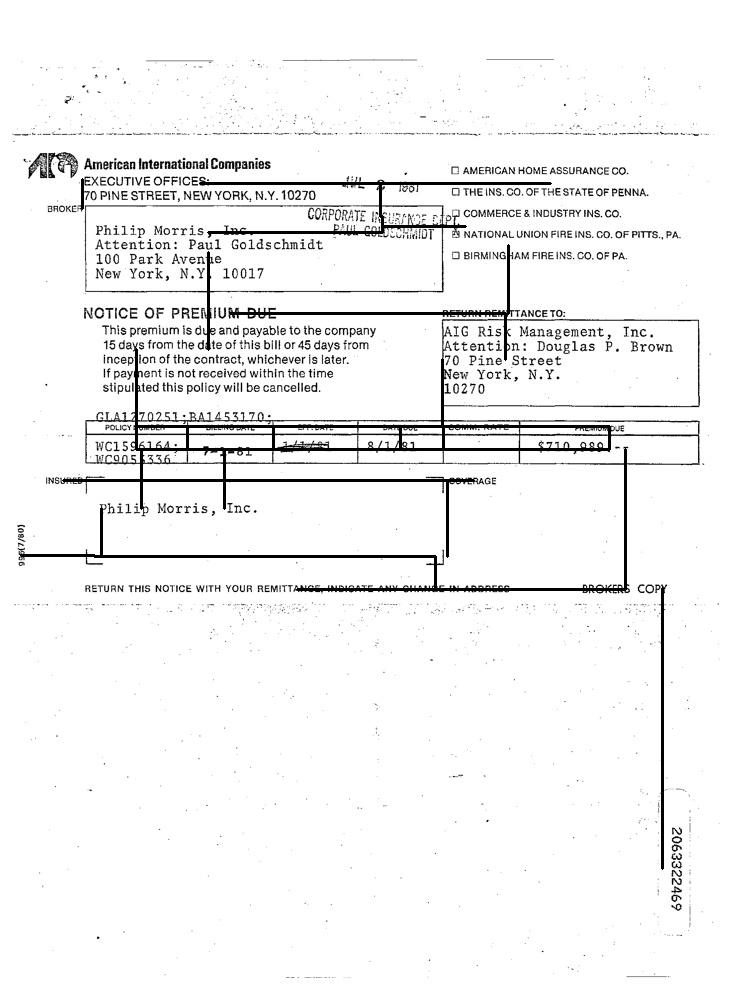 AIG American International Companies
EXECUTIVE OFFICES:
70 PINE STREET, NEW YORK, N.Y. 10270
1981
AMERICAN HOME ASSURANCE CO.
THE INS. CO. OF THE STATE OF PENNA.
COMMERCE & INDUSTRY INS. CO.
NATIONAL UNION FIRE INS. CO. OF PITTS., PA.
BIRMINGHAM FIRE INS. CO. OF PA.
BROKER
CORPORATE INSURANCE DEPT.
PAUL GOLDSCHMIDT
Philip Morris, Inc.
Attention: Paul Goldschmidt
100 Park Avenue
New York, N.Y. 10017
NOTICE OF PREMIUM DUE
This premium is due and payable to the company
15 days from the date of this bill or 45 days from
inception of the contract, whichever is later.
If payment is not received within the time
stipulated this policy will be cancelled.
RETURN REMITTANCE TO:
AIG Risk Management, Inc.
Attention: Douglas P. Brown
70 Pine Street
New York, N.Y.
10270
GLA1270251;BA1453170;
POLICY NUMBER BILLING DATE EFF. DATE DATE DUE COMM. RATE PREMIUM DUE
WC1596164; 7-1-81 1/1/81 8/1/81 $710,989.--
INSURED
COVERAGE
Philip Morris, Inc.
RETURN THIS NOTICE WITH YOUR REMITTANCE, INDICATE ANY CHANGE IN ADDRESS
BROKERS COPY
2063322469